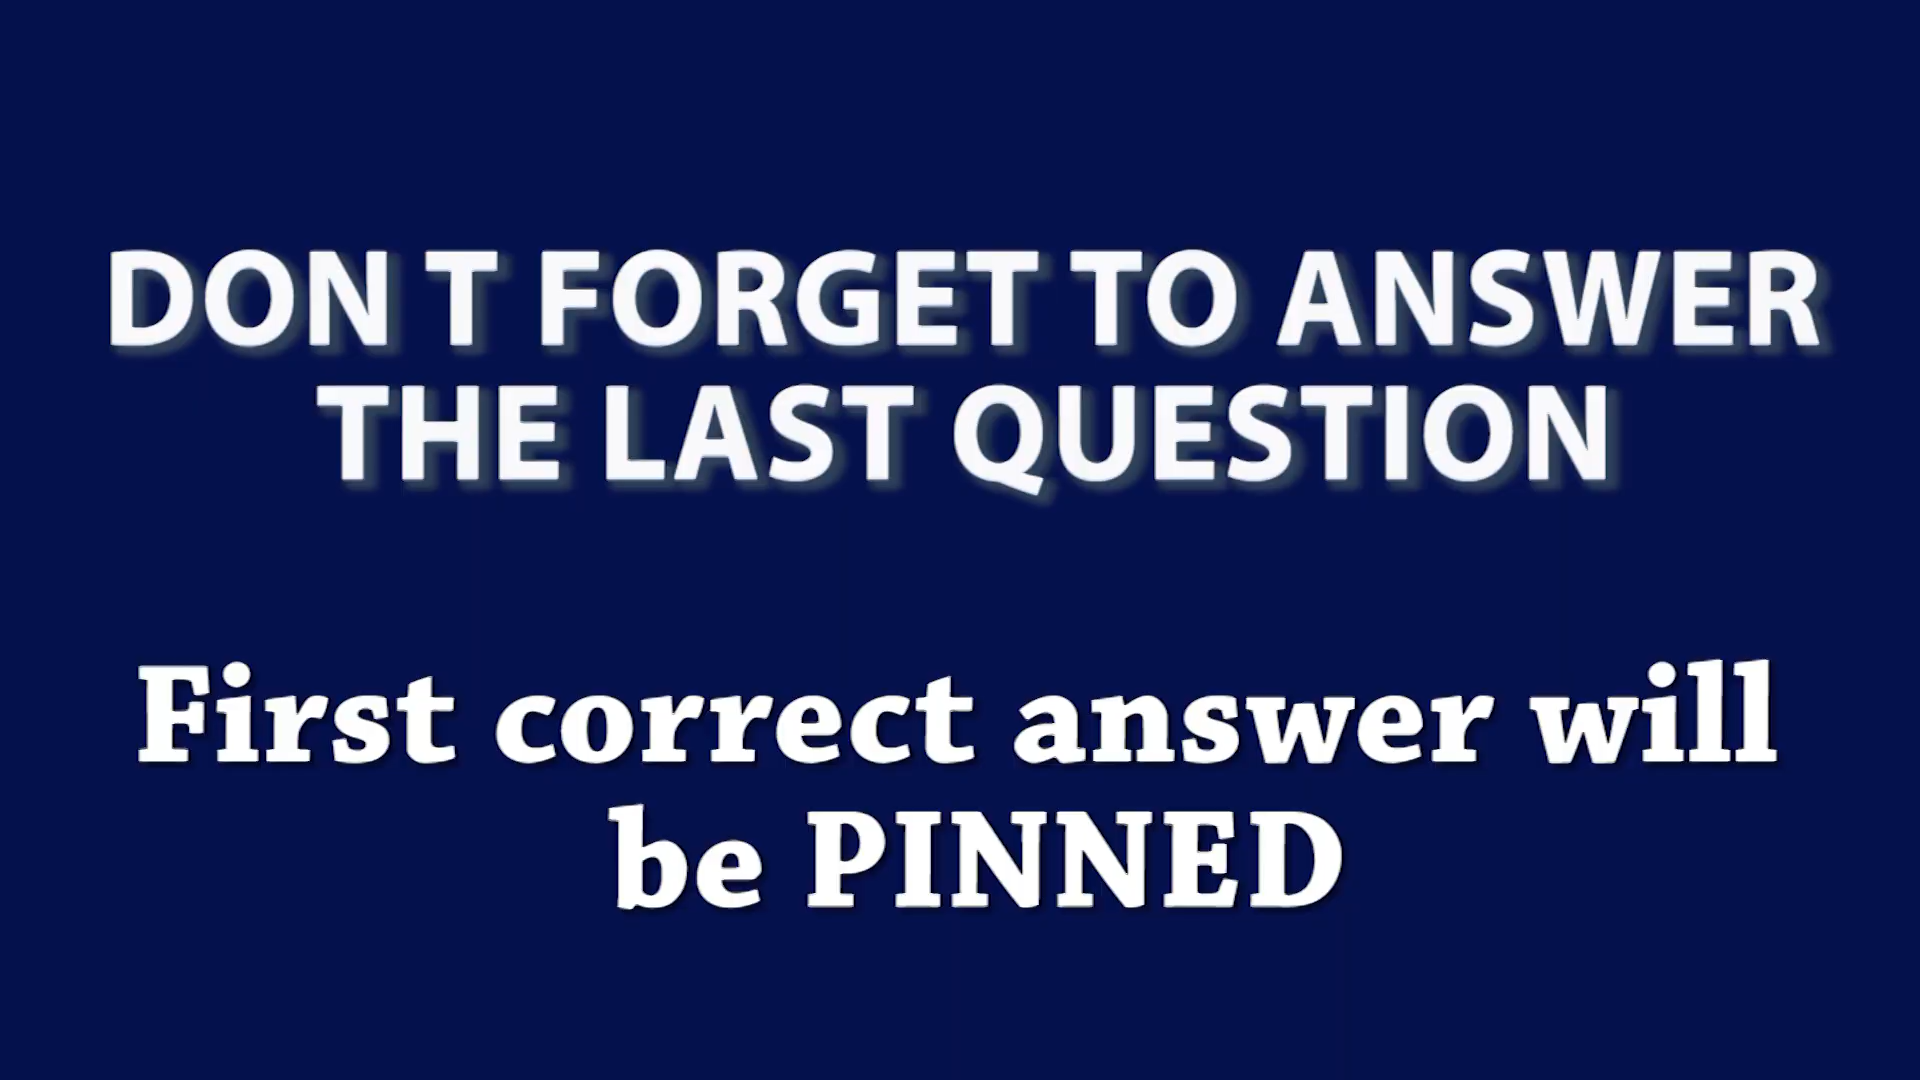 DON T FORGET TO ANSWER
THE LAST QUESTION
First correct answer will
be PINNED